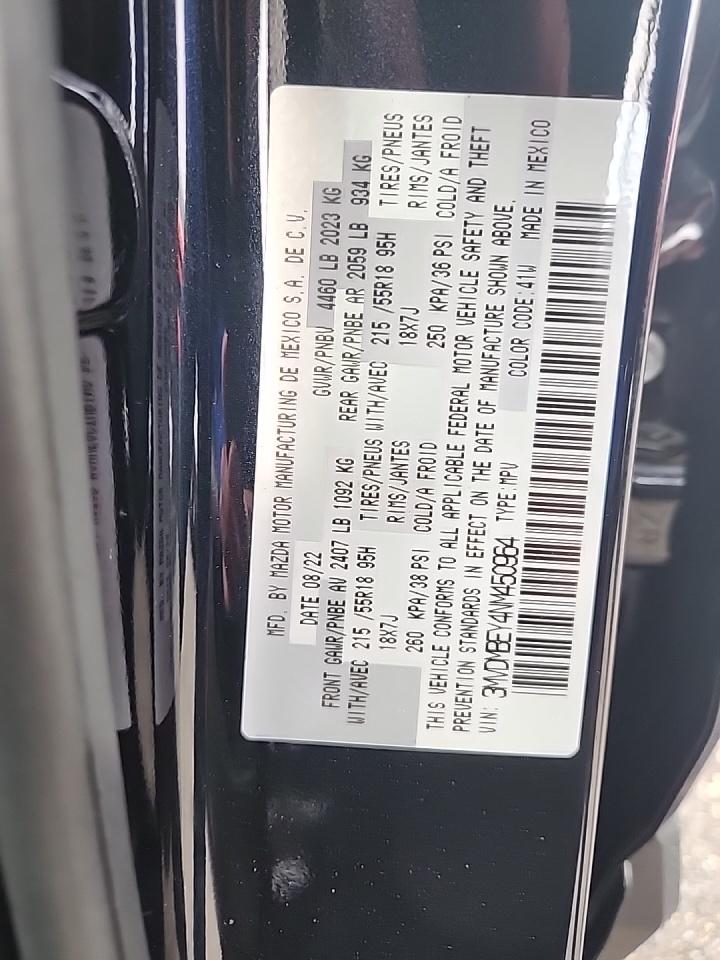 MFD. BY MAZDA MOTOR MANUFACTURING DE MEXICO S.A. DE C.V.
DATE 08/22 GVWR/PNBV 4460 LB 2023 KG
FRONT GAWR/PNBE AV 2407 LB 1092 KG REAR GAWR/PNBE AR 2059 LB 934 KG
WITH/AVEC 215 /55R18 95H TIRES/PNEUS WITH/AVEC 215 /55R18 95H TIRES/PNEUS
18X7J RIMS/JANTES 18X7J RIMS/JANTES
260 KPA/38 PSI COLD/A FROID 250 KPA/36 PSI COLD/A FROID
THIS VEHICLE CONFORMS TO ALL APPLICABLE FEDERAL MOTOR VEHICLE SAFETY AND THEFT
PREVENTION STANDARDS IN EFFECT ON THE DATE OF MANUFACTURE SHOWN ABOVE.
VIN: 3MVDMBEY4NM450964 TYPE:MPV COLOR CODE:41W MADE IN MEXICO